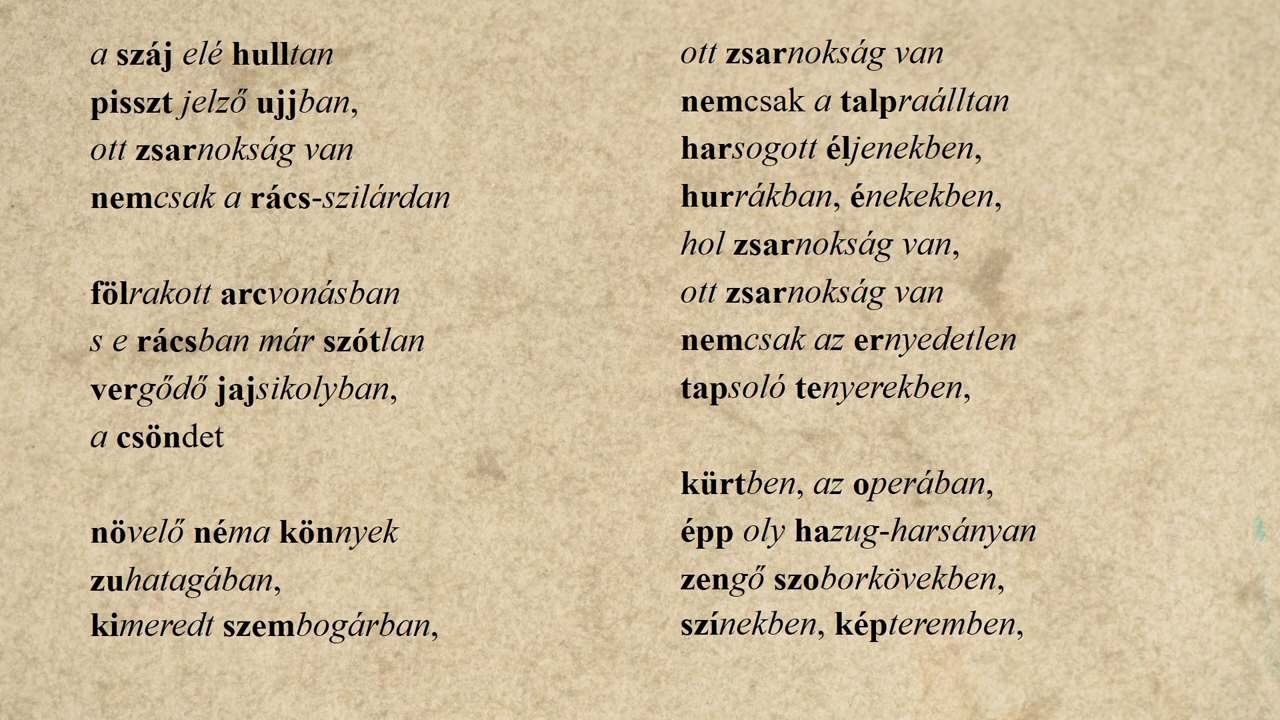 a száj elé hulltan
pisszt jelző ujjban,
ott zsarnokság van
nemcsak a rács-szilárdan
fölrakott arcvonásban
s e rácsban már szótlan
vergődő jajsikolyban,
a csöndet
növelő néma könnyek
zuhatagában,
kimeredt szembogárban,
ott zsarnokság van
nemcsak a talpraálltan
harsogott éljenekben,
hurrákban, énekekben,
hol zsarnokság van,
ott zsarnokság van
nemcsak az ernyedetlen
tapsoló tenyerekben,
kürtben, az operában,
épp oly hazug-harsányan
zengő szoborkövekben,
színekben, képteremben,